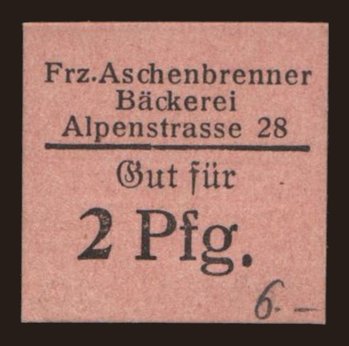 Frz.Aschenbrenner
Bäckerei
Alpenstrasse 28
Gut für
2 Pfg.
6.–